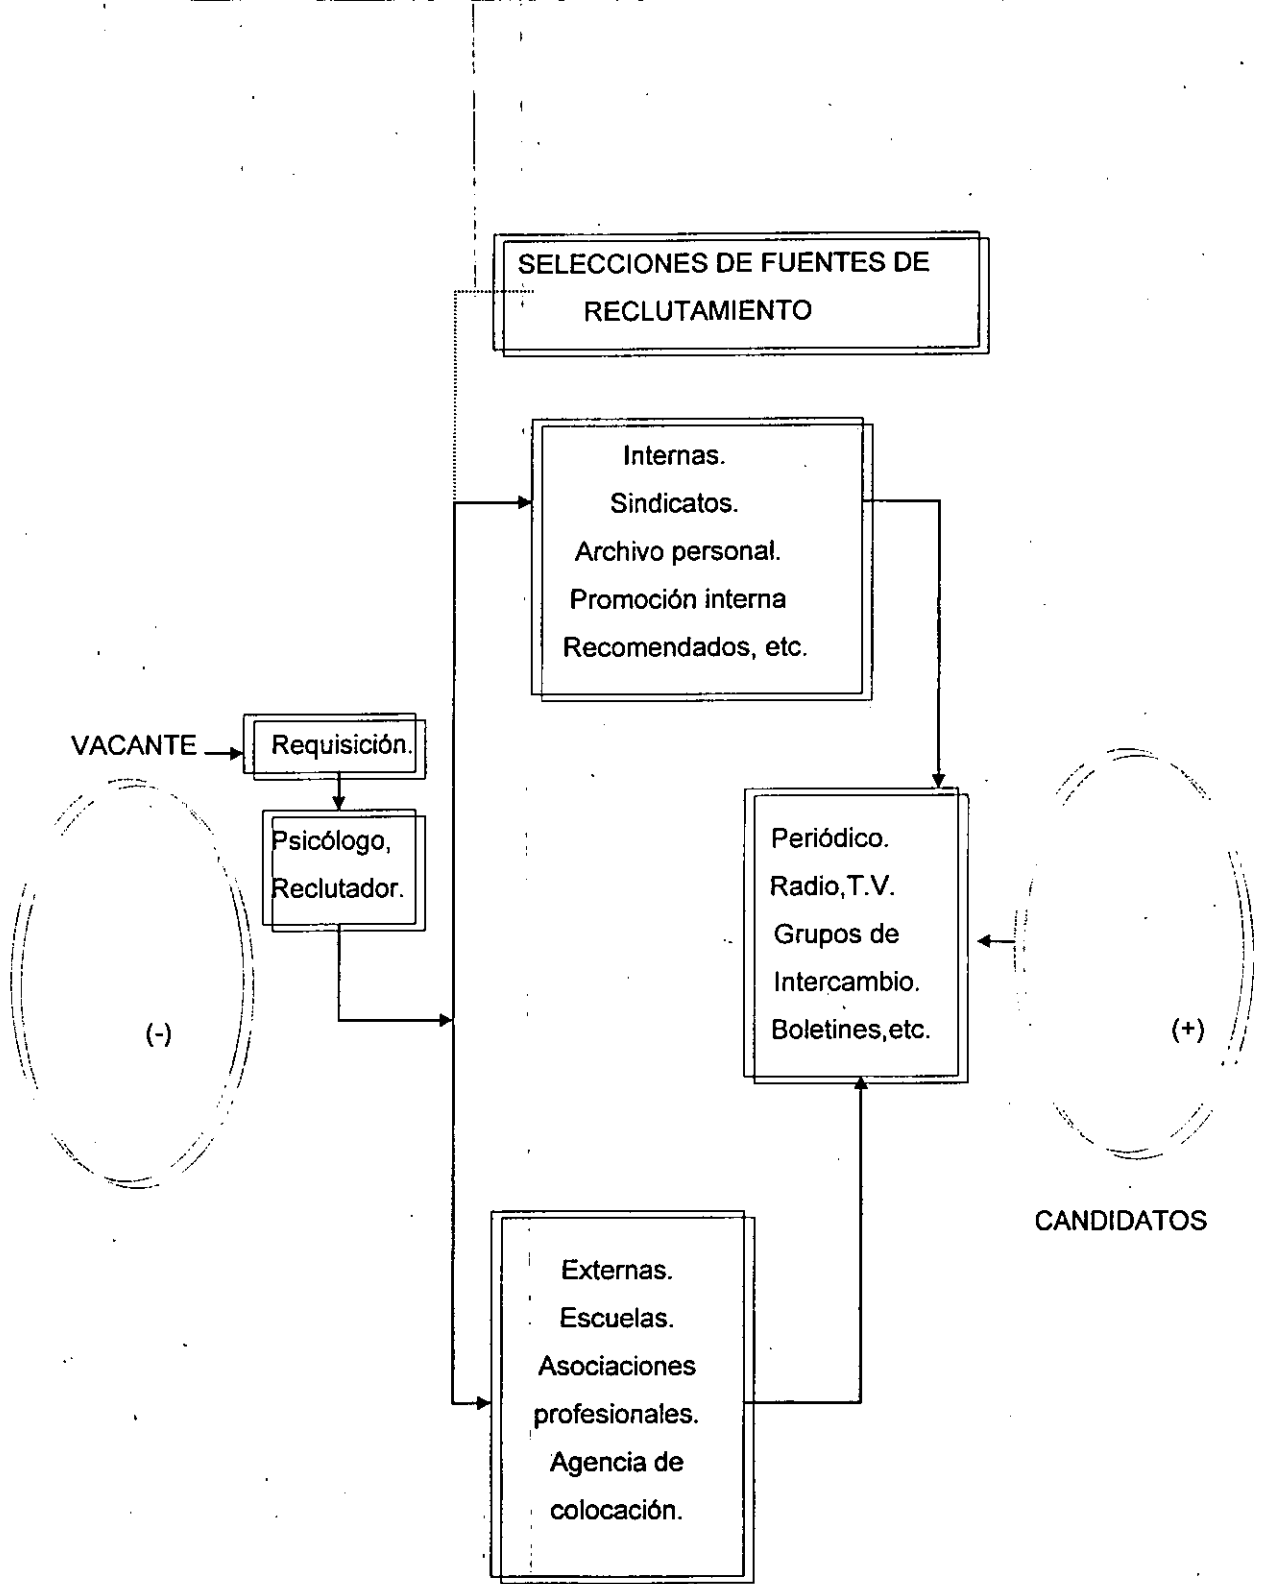 SELECCIONES DE FUENTES DE
RECLUTAMIENTO
Internas.
Sindicatos.
Archivo personal.
Promoción interna
Recomendados, etc.
VACANTE
Requisición.
Psicólogo,
Reclutador.
(-)
Periódico.
Radio,T.V.
Grupos de
Intercambio.
Boletines,etc.
(+)
CANDIDATOS
Externas.
Escuelas.
Asociaciones
profesionales.
Agencia de
colocación.